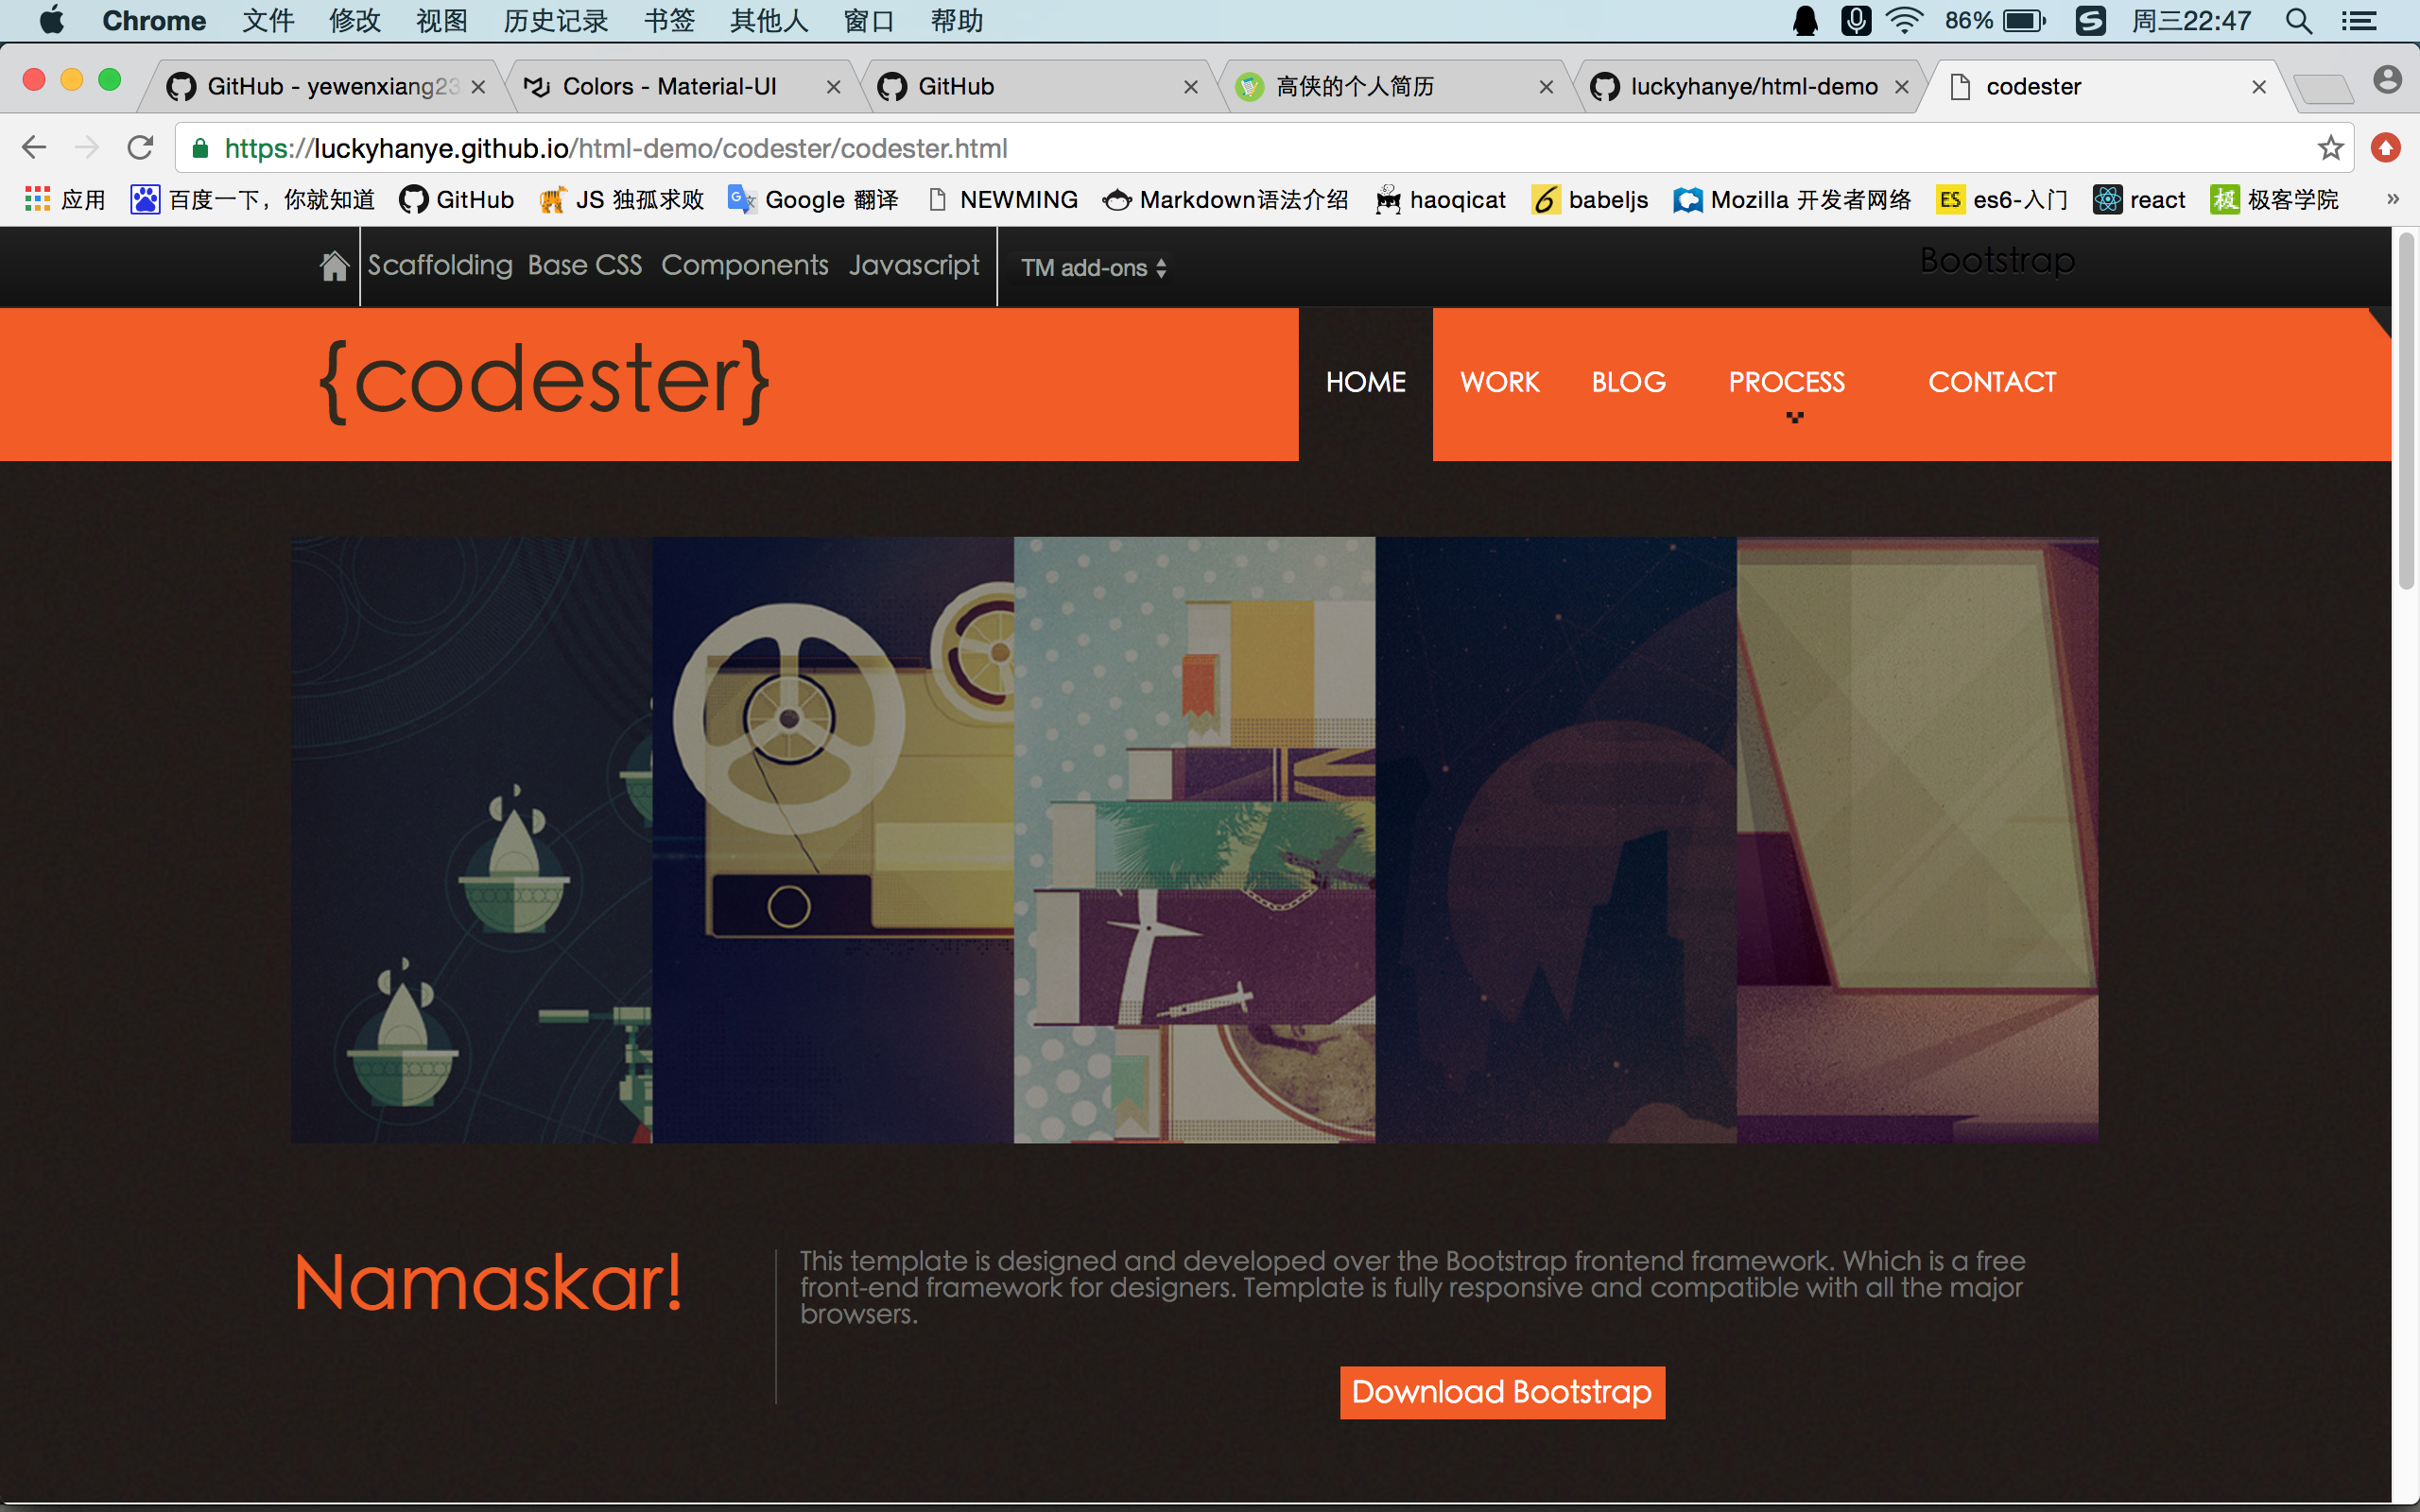 Chrome 文件 修改 视图 历史记录 书签 其他人 窗口 帮助 86% 周三22:47
GitHub - yewenxiang23 Colors - Material-UI GitHub 高侠的个人简历 luckyhanye/html-demo codester
https://luckyhanye.github.io/html-demo/codester/codester.html
应用 百度一下，你就知道 GitHub JS 独孤求败 Google 翻译 NEWMING Markdown语法介绍 haoqicat babeljs Mozilla 开发者网络 ES es6-入门 react 极 极客学院 »
Scaffolding Base CSS Components Javascript TM add-ons Bootstrap
{codester} HOME WORK BLOG PROCESS CONTACT
Namaskar!
This template is designed and developed over the Bootstrap frontend framework. Which is a free
front-end framework for designers. Template is fully responsive and compatible with all the major
browsers.
Download Bootstrap